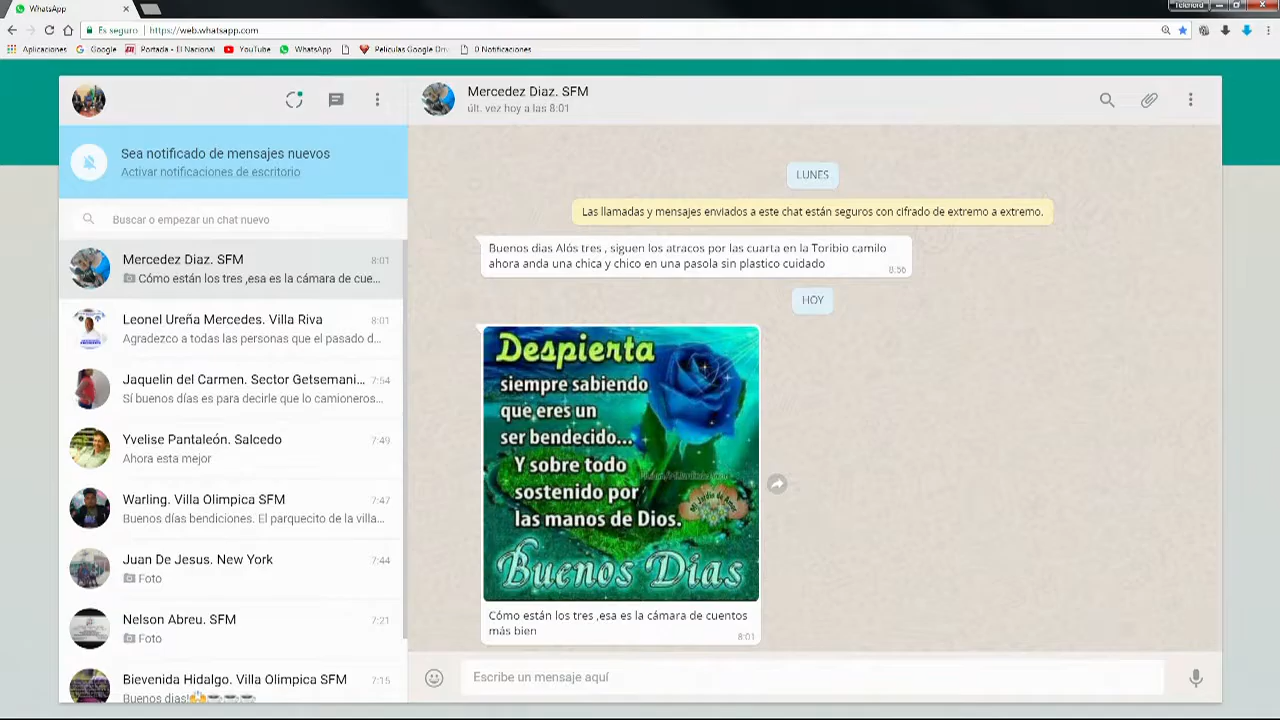 WhatsApp
Telenord
Es seguro
https://web.whatsapp.com
Aplicaciones
Google
Portada - El Nacional
YouTube
WhatsApp
Peliculas Google Dri
0 Notificaciones
Mercedez Diaz. SFM
últ. vez hoy a las 8:01
Sea notificado de mensajes nuevos
Activar notificaciones de escritorio
Buscar o empezar un chat nuevo
Mercedez Diaz. SFM 8:01
Cómo están los tres ,esa es la cámara de cue...
Leonel Ureña Mercedes. Villa Riva 8:01
Agradezco a todas las personas que el pasado d...
Jaquelin del Carmen. Sector Getsemani... 7:54
Sí buenos días es para decirle que lo camioneros...
Yvelise Pantaleón. Salcedo 7:49
Ahora esta mejor
Warling. Villa Olimpica SFM 7:47
Buenos días bendiciones. El parquecito de la villa...
Juan De Jesus. New York 7:44
Foto
Nelson Abreu. SFM 7:21
Foto
Bievenida Hidalgo. Villa Olimpica SFM 7:15
Buenos dias!
LUNES
Las llamadas y mensajes enviados a este chat están seguros con cifrado de extremo a extremo.
Buenos dias Alós tres , siguen los atracos por las cuarta en la Toribio camilo
ahora anda una chica y chico en una pasola sin plastico cuidado
8:56
HOY
Despierta
siempre sabiendo
que eres un
ser bendecido...
Y sobre todo
sostenido por
las manos de Dios.
Buenos Días
Cómo están los tres ,esa es la cámara de cuentos
más bien
8:01
Escribe un mensaje aquí